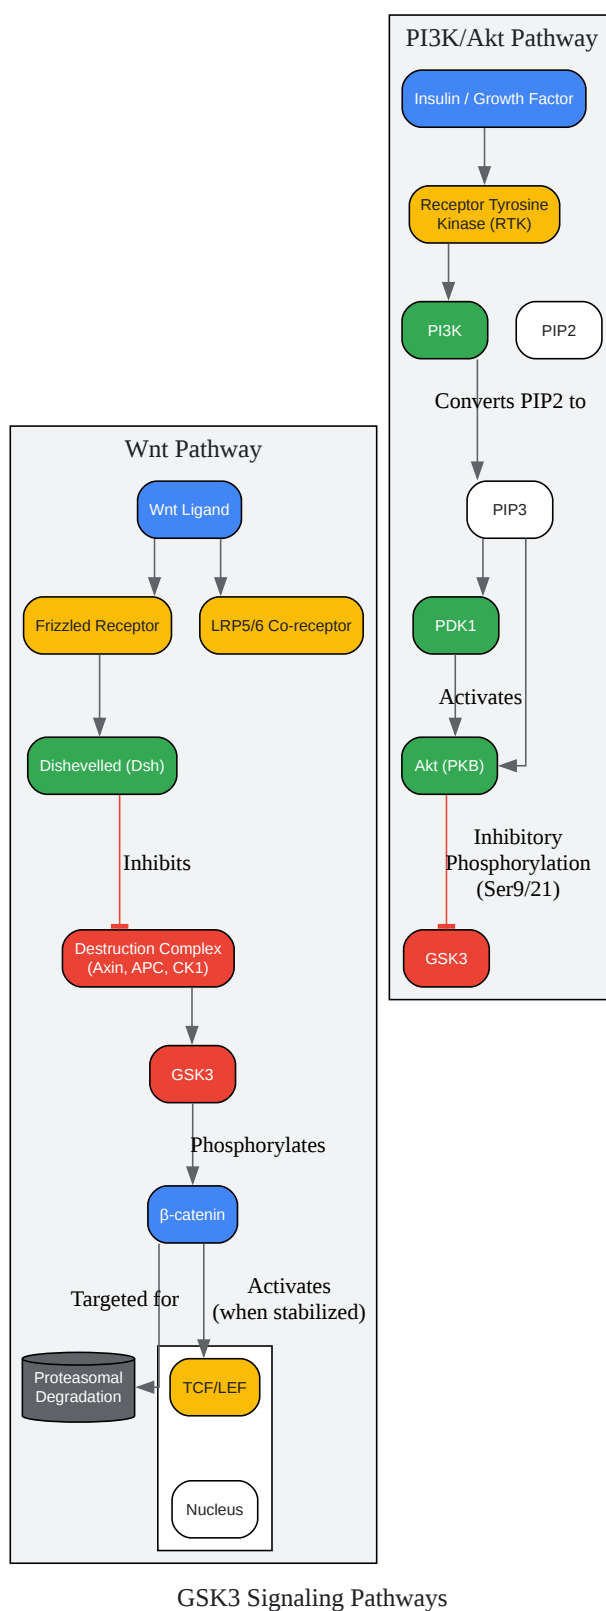 PI3K/Akt Pathway
Insulin / Growth Factor
Receptor Tyrosine
Kinase (RTK)
PI3K
PIP2
Converts PIP2 to
PIP3
PDK1
Activates
Akt (PKB)
Inhibitory
Phosphorylation
(Ser9/21)
GSK3
Wnt Pathway
Wnt Ligand
Frizzled Receptor
LRP5/6 Co-receptor
Dishevelled (Dsh)
Inhibits
Destruction Complex
(Axin, APC, CK1)
GSK3
Phosphorylates
β-catenin
Targeted for
Activates
(when stabilized)
Proteasomal
Degradation
TCF/LEF
Nucleus
GSK3 Signaling Pathways